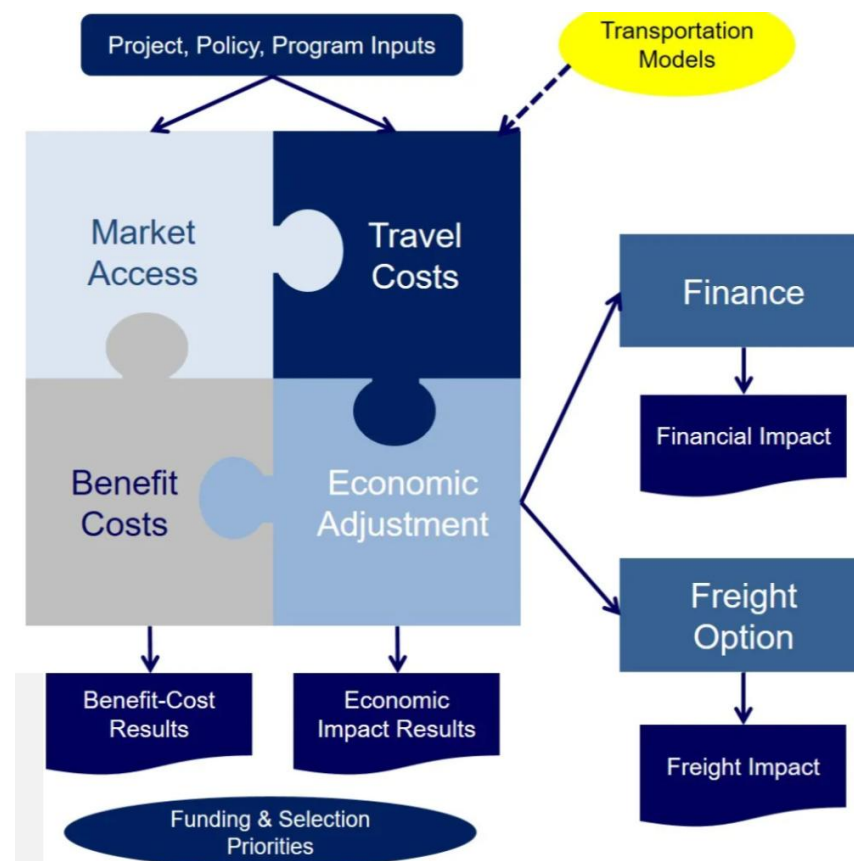 Project, Policy, Program Inputs
Transportation
Models
Market
Access
Travel
Costs
Finance
Financial Impact
Benefit
Costs
Economic
Adjustment
Freight
Option
Benefit-Cost
Results
Economic
Impact Results
Freight Impact
Funding & Selection
Priorities